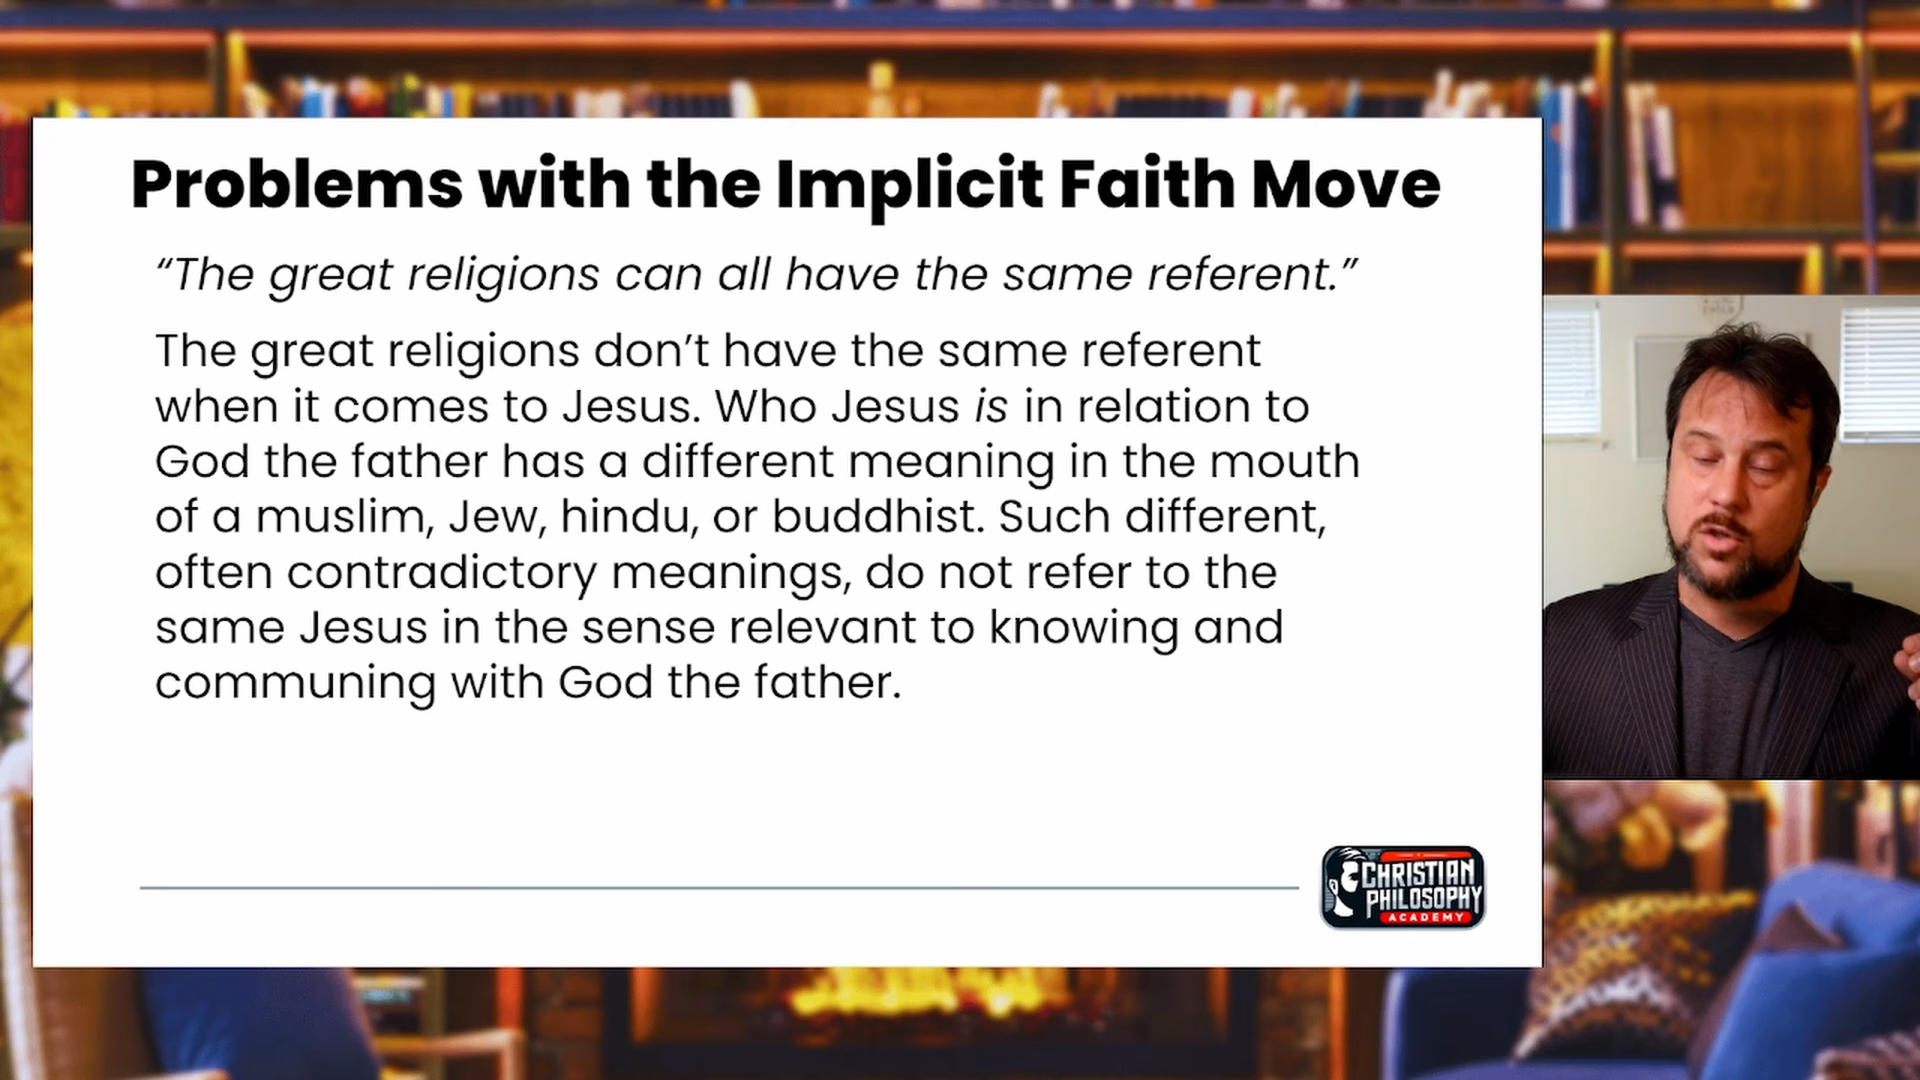 Problems with the Implicit Faith Move
“The great religions can all have the same referent.”
The great religions don’t have the same referent
when it comes to Jesus. Who Jesus is in relation to
God the father has a different meaning in the mouth
of a muslim, Jew, hindu, or buddhist. Such different,
often contradictory meanings, do not refer to the
same Jesus in the sense relevant to knowing and
communing with God the father.
CHRISTIAN
PHILOSOPHY
ACADEMY